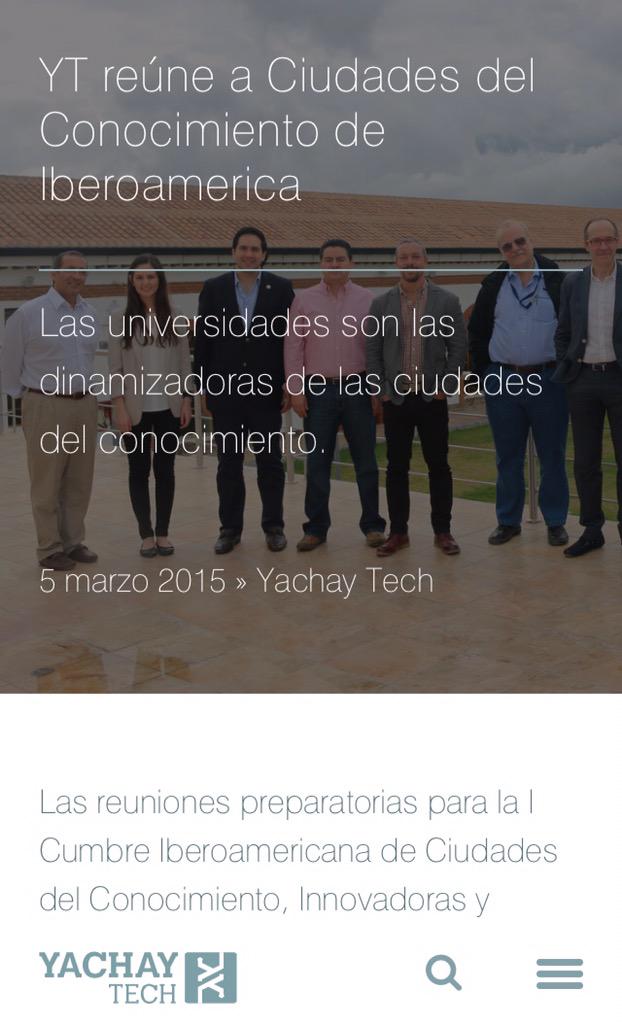 YT reúne a Ciudades del
Conocimiento de
Iberoamerica
Las universidades son las
dinamizadoras de las ciudades
del conocimiento.
5 marzo 2015 » Yachay Tech
Las reuniones preparatorias para la I
Cumbre Iberoamericana de Ciudades
del Conocimiento, Innovadoras y
YACHAY
TECH